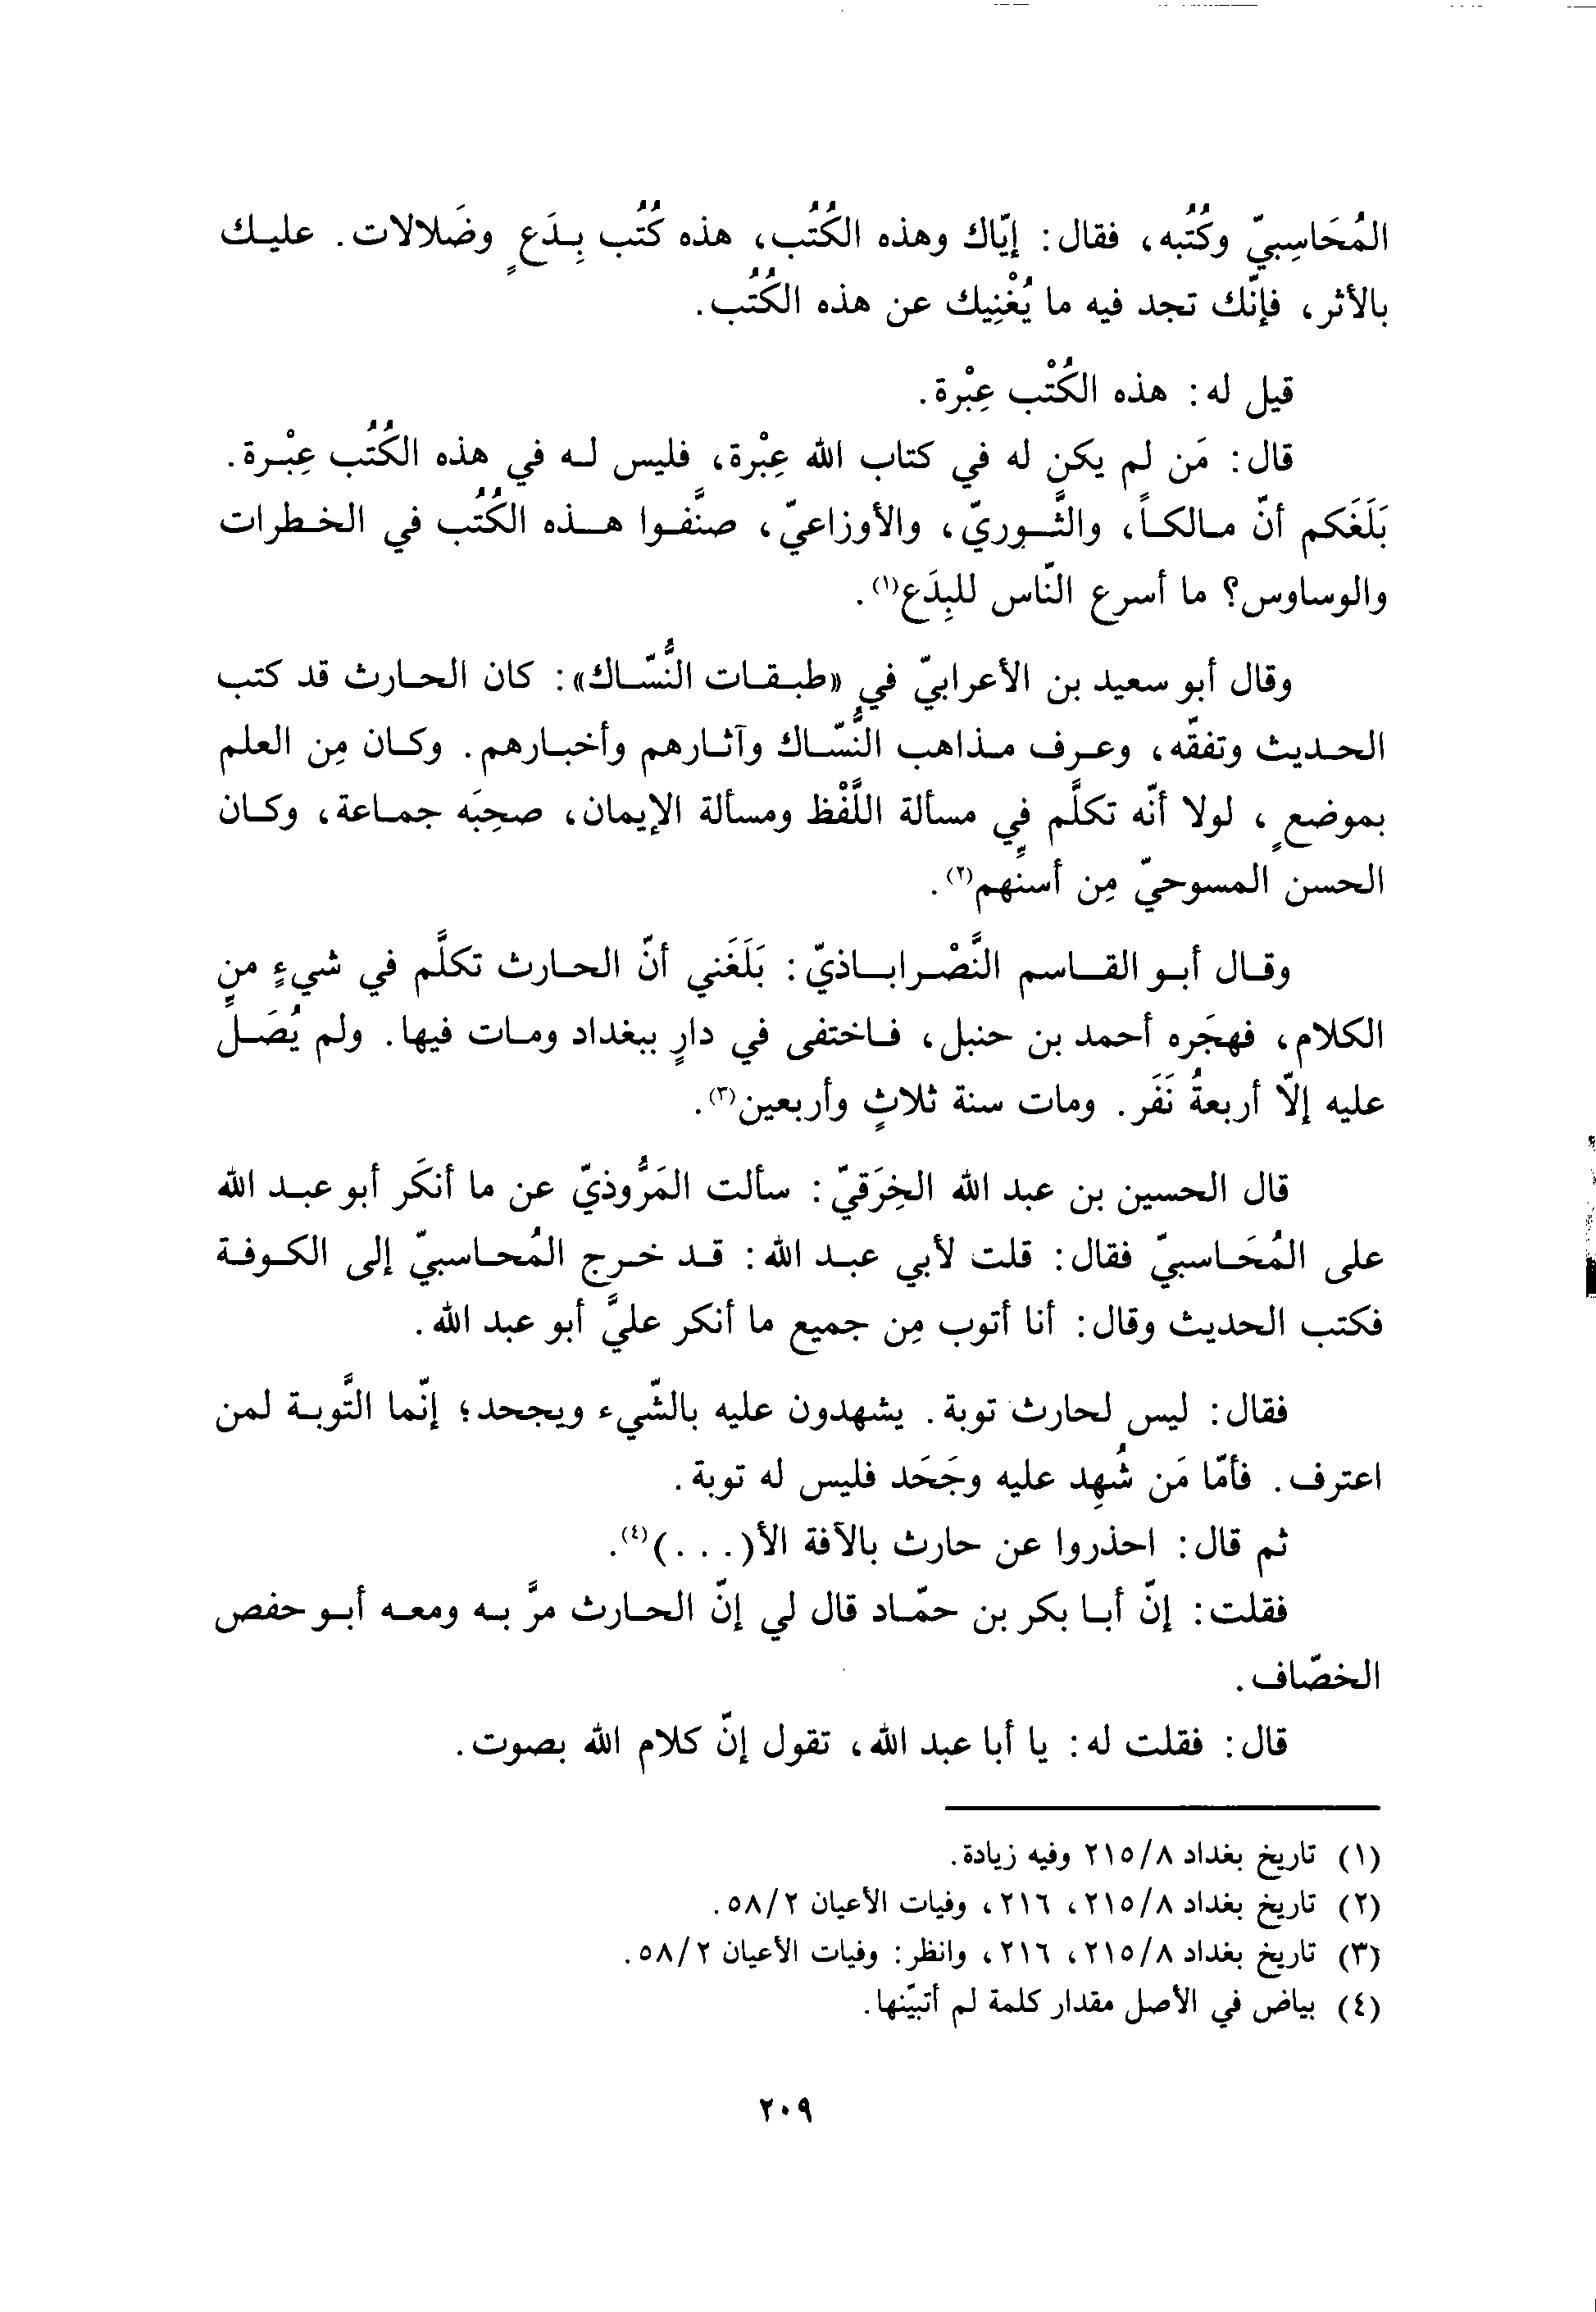 المُحَاسِبيّ وكُتُبه، فقال: إيّاك وهذه الكُتُب، هذه كُتُب بِدَعٍ وضَلالات. عليك
بالأثر، فإنّك تجد فيه ما يُغْنِيك عن هذه الكُتُب.
قيل له: هذه الكُتْب عِبْرة.
قال: مَن لم يكن له في كتاب الله عِبْرة، فليس له في هذه الكُتُب عِبْرة.
بَلَغَكم أنّ مالكاً، والثَّوريّ، والأوزاعيّ، صنَّفوا هذه الكُتُب في الخطرات
والوساوس؟ ما أسرع النّاس للبِدَع(١).
وقال أبو سعيد بن الأعرابيّ في «طبقات النُّسّاك»: كان الحارث قد كتب
الحديث وتفقّه، وعرف مذاهب النُّسّاك وآثارهم وأخبارهم. وكان مِن العلم
بموضعٍ، لولا أنّه تكلَّم في مسألة اللَّفْظ ومسألة الإيمان، صحِبَه جماعة، وكان
الحسن المسوحيّ مِن أسنِّهم(٢).
وقال أبو القاسم النَّصْراباذيّ: بَلَغَني أنّ الحارث تكلَّم في شيءٍ من
الكلام، فهجَره أحمد بن حنبل، فاختفى في دارٍ ببغداد ومات فيها. ولم يُصَلِّ
عليه إلّا أربعةُ نَفَر. ومات سنة ثلاثٍ وأربعين(٣).
قال الحسين بن عبد الله الخِرَقيّ: سألت المَرُّوذيّ عن ما أنكَر أبو عبد الله
على المُحَاسبيّ فقال: قلت لأبي عبد الله: قد خرج المُحاسبيّ إلى الكوفة
فكتب الحديث وقال: أنا أتوب مِن جميع ما أنكر عليَّ أبو عبد الله.
فقال: ليس لحارث توبة. يشهدون عليه بالشّيء ويجحد؛ إنّما التَّوبة لمن
اعترف. فأمّا مَن شُهِد عليه وجَحَد فليس له توبة.
ثم قال: احذروا عن حارث بالآفة الأ(. . .)(٤).
فقلت: إنّ أبا بكر بن حمّاد قال لي إنّ الحارث مرَّ به ومعه أبو حفص
الخصّاف.
قال: فقلت له: يا أبا عبد الله، تقول إنّ كلام الله بصوت.
(١) تاريخ بغداد ٢١٥/٨ وفيه زيادة.
(٢) تاريخ بغداد ٢١٥/٨، ٢١٦، وفيات الأعيان ٥٨/٢.
(٣) تاريخ بغداد ٢١٥/٨، ٢١٦، وانظر: وفيات الأعيان ٥٨/٢.
(٤) بياض في الأصل مقدار كلمة لم أتبيّنها.
٢٠٩